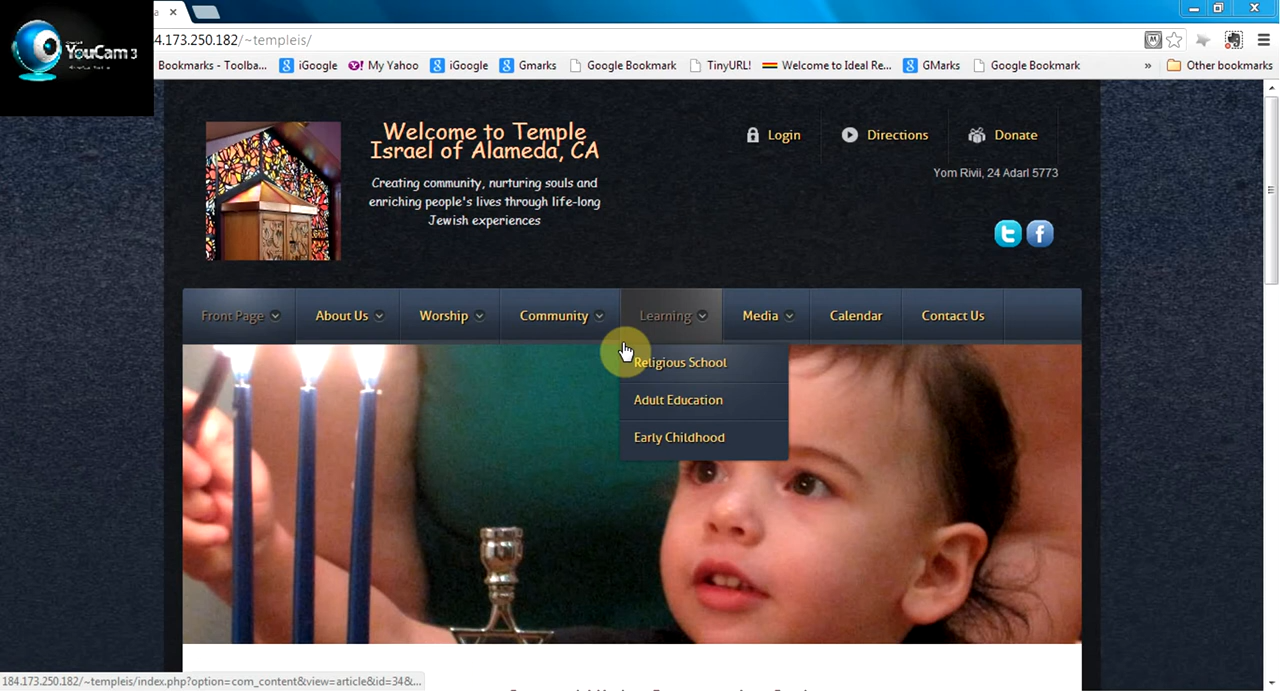 YouCam 3
a
4.173.250.182/~templeis/
Bookmarks - Toolba... iGoogle My Yahoo iGoogle Gmarks Google Bookmark TinyURL! Welcome to Ideal Re... GMarks Google Bookmark » Other bookmarks
Welcome to Temple
Israel of Alameda, CA
Creating community, nurturing souls and
enriching people's lives through life-long
Jewish experiences
Login Directions Donate
Yom Rivii, 24 AdarI 5773
Front Page About Us Worship Community Learning Media Calendar Contact Us
Religious School
Adult Education
Early Childhood
184.173.250.182/~templeis/index.php?option=com_content&view=article&id=34&...